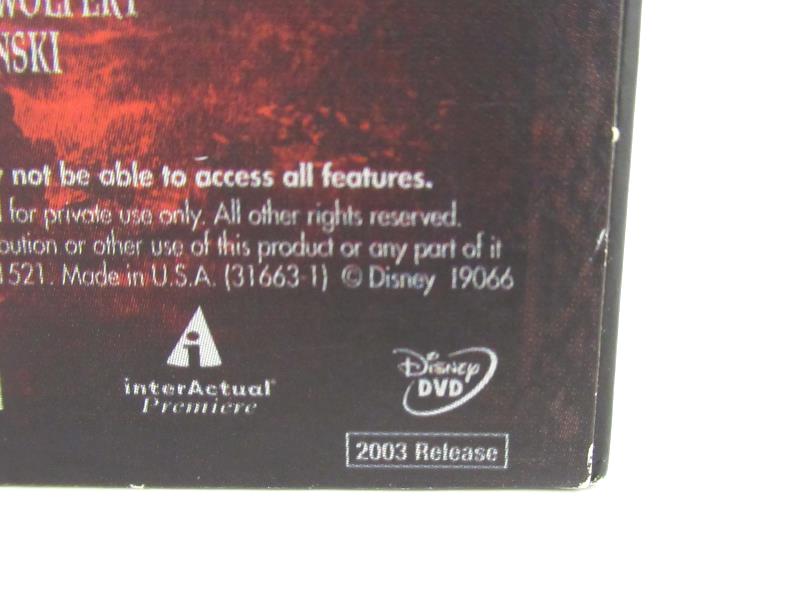 WOLPERT
NSKI
not be able to access all features.
for private use only. All other rights reserved.
bution or other use of this product or any part of it
1521. Made in U.S.A. (31663-1) © Disney 19066
interActual®
Premiere
Disney
DVD
2003 Release